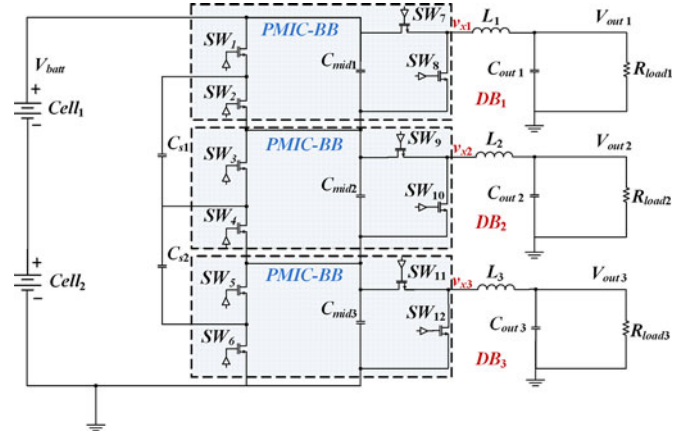 SW7
SW1
PMIC-BB
vx1
L1
Vout 1
Vbatt
Cmid1
SW8
Cout 1
Rload1
SW2
DB1
Cell1
SW9
PMIC-BB
vx2
L2
Vout 2
Cs1
SW3
Cmid2
SW10
Cout 2
Rload2
SW4
DB2
PMIC-BB
Cs2
SW11
vx3
L3
Vout 3
Cell2
SW5
Cmid3
SW12
Cout 3
Rload3
SW6
DB3